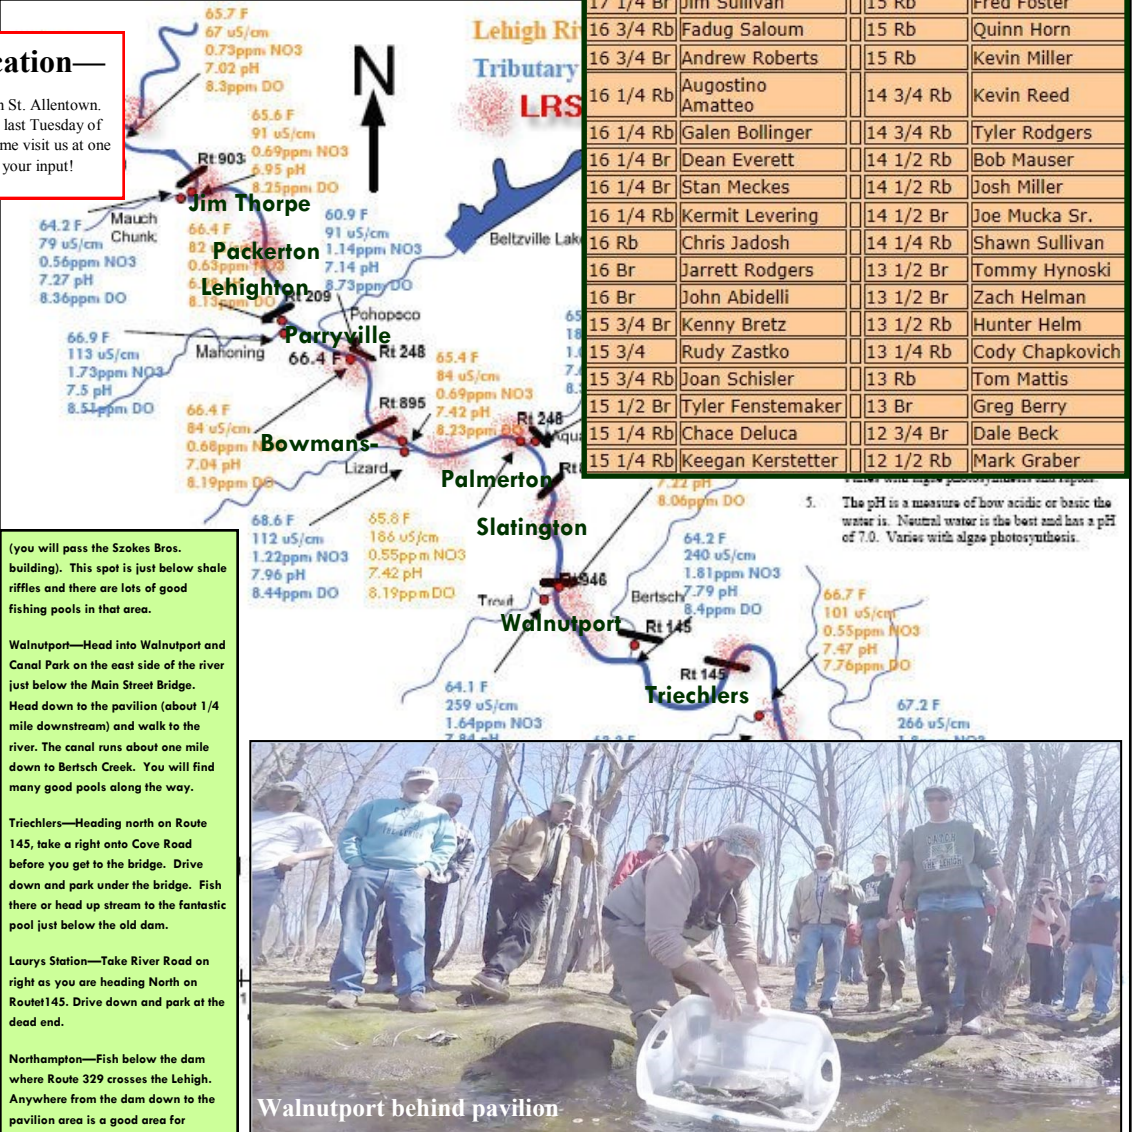 cation—
n St. Allentown.
last Tuesday of
me visit us at one
your input!
65.7 F
67 uS/cm
0.73ppm NO3
7.02 pH
8.3ppm DO
N
Lehigh Ri
Tributary
LRS
65.6 F
91 uS/cm
0.69ppm NO3
6.95 pH
8.25ppm DO
Rt 903
Jim Thorpe
Mauch
Chunk
64.2 F
79 uS/cm
0.56ppm NO3
7.27 pH
8.36ppm DO
66.4 F
82
0.63ppm NO3
8.13ppm DO
60.9 F
91 uS/cm
1.14ppm NO3
7.14 pH
8.73ppm DO
Beltzville Lake
Packerton
Lehighton
Rt 209
Pohopoco
Parryville
Mahoning
66.4 F
Rt 248
66.9 F
113 uS/cm
1.73ppm NO3
7.5 pH
8.51ppm DO
65.4 F
84 uS/cm
0.69ppm NO3
7.42 pH
8.23ppm DO
Rt 895
Rt 248
Aqua
66.4 F
84 uS/cm
0.68ppm NO3
7.04 pH
8.19ppm DO
Bowmans-
Lizard
Palmerton
Slatington
68.6 F
112 uS/cm
1.22ppm NO3
7.96 pH
8.44ppm DO
65.8 F
186 uS/cm
0.55ppm NO3
7.42 pH
8.19ppm DO
7.22 pH
8.06ppm DO
64.2 F
240 uS/cm
1.81ppm NO3
7.79 pH
8.4ppm DO
Trout
Bertsch
Walnutport
Rt 145
Rt 145
Triechlers
66.7 F
101 uS/cm
0.55ppm NO3
7.47 pH
7.76ppm DO
64.1 F
259 uS/cm
1.64ppm NO3
7.84 pH
67.2 F
266 uS/cm
17 1/4 Br Jim Sullivan 15 Rb Fred Foster
16 3/4 Rb Fadug Saloum 15 Rb Quinn Horn
16 3/4 Br Andrew Roberts 15 Rb Kevin Miller
16 1/4 Rb Augostino Amatteo 14 3/4 Rb Kevin Reed
16 1/4 Rb Galen Bollinger 14 3/4 Rb Tyler Rodgers
16 1/4 Br Dean Everett 14 1/2 Rb Bob Mauser
16 1/4 Br Stan Meckes 14 1/2 Rb Josh Miller
16 1/4 Rb Kermit Levering 14 1/2 Br Joe Mucka Sr.
16 Rb Chris Jadosh 14 1/4 Rb Shawn Sullivan
16 Br Jarrett Rodgers 13 1/2 Br Tommy Hynoski
16 Br John Abidelli 13 1/2 Br Zach Helman
15 3/4 Br Kenny Bretz 13 1/2 Rb Hunter Helm
15 3/4 Rudy Zastko 13 1/4 Rb Cody Chapkovich
15 3/4 Rb Joan Schisler 13 Rb Tom Mattis
15 1/2 Br Tyler Fenstemaker 13 Br Greg Berry
15 1/4 Rb Chace Deluca 12 3/4 Br Dale Beck
15 1/4 Rb Keegan Kerstetter 12 1/2 Rb Mark Graber
5. The pH is a measure of how acidic or basic the
water is. Neutral water is the best and has a pH
of 7.0. Varies with algae photosynthesis.
(you will pass the Szokes Bros.
building). This spot is just below shale
riffles and there are lots of good
fishing pools in that area.
Walnutport—Head into Walnutport and
Canal Park on the east side of the river
just below the Main Street Bridge.
Head down to the pavilion (about 1/4
mile downstream) and walk to the
river. The canal runs about one mile
down to Bertsch Creek. You will find
many good pools along the way.
Triechlers—Heading north on Route
145, take a right onto Cove Road
before you get to the bridge. Drive
down and park under the bridge. Fish
there or head up stream to the fantastic
pool just below the old dam.
Laurys Station—Take River Road on
right as you are heading North on
Routet145. Drive down and park at the
dead end.
Northampton—Fish below the dam
where Route 329 crosses the Lehigh.
Anywhere from the dam down to the
pavilion area is a good area for
Walnutport behind pavilion